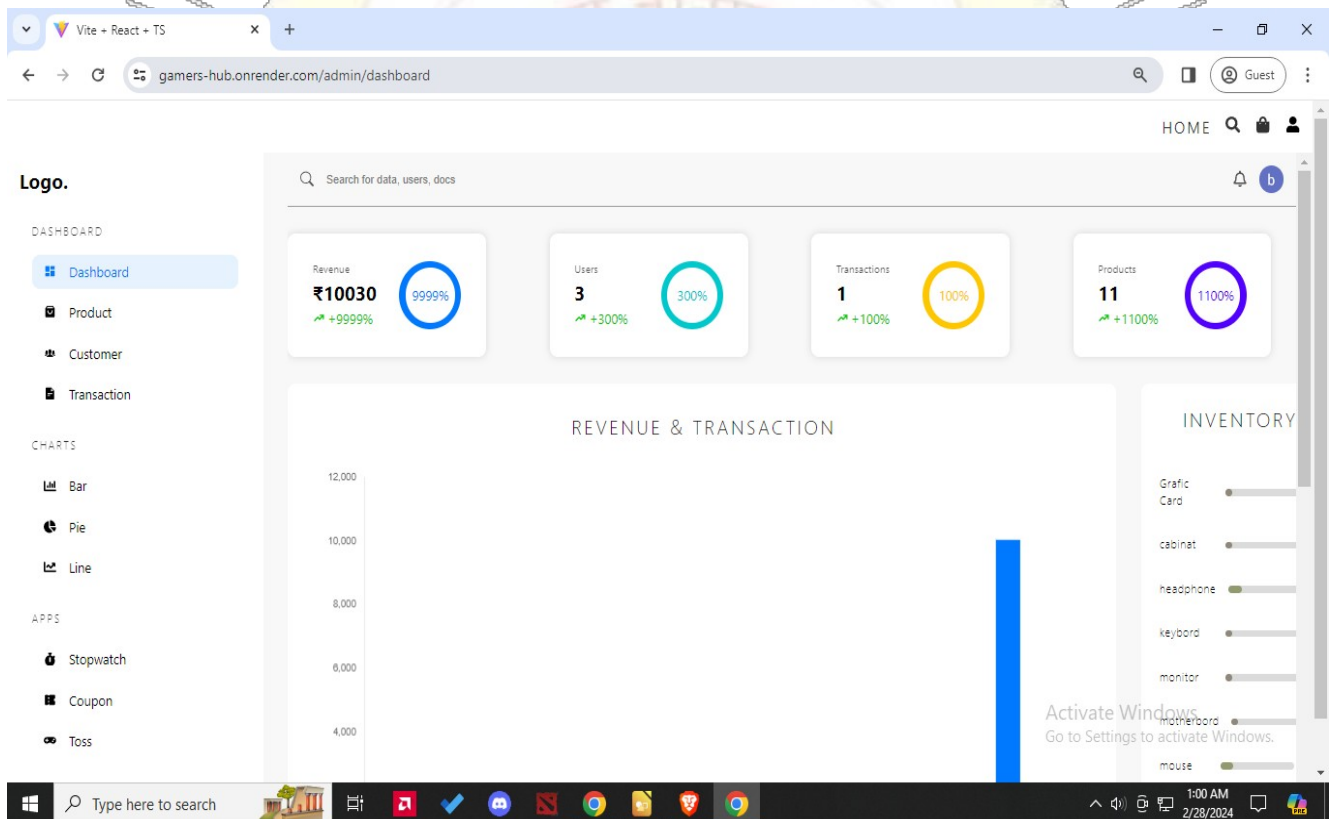 Vite + React + TS
gamers-hub.onrender.com/admin/dashboard
Guest
HOME
Logo.
Search for data, users, docs
b
DASHBOARD
Dashboard
Product
Customer
Transaction
CHARTS
Bar
Pie
Line
APPS
Stopwatch
Coupon
Toss
Revenue
₹10030
+9999%
9999%
Users
3
+300%
300%
Transactions
1
+100%
100%
Products
11
+1100%
1100%
REVENUE & TRANSACTION
12,000
10,000
8,000
6,000
4,000
INVENTORY
Grafic
Card
cabinat
headphone
keybord
monitor
motherbord
mouse
Activate Windows
Go to Settings to activate Windows.
Type here to search
1:00 AM
2/28/2024
PRE